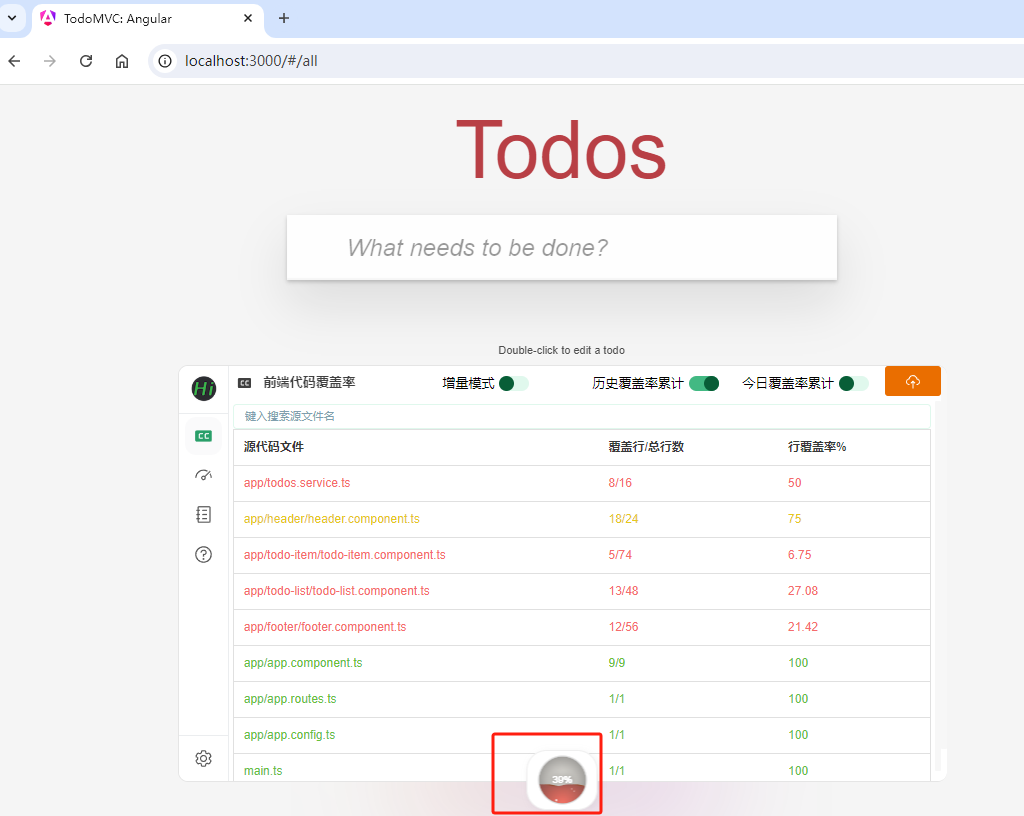 TodoMVC: Angular
localhost:3000/#/all
Todos
What needs to be done?
Double-click to edit a todo
Hi
CC 前端代码覆盖率 增量模式 历史覆盖率累计 今日覆盖率累计
键入搜索源文件名
CC
源代码文件 覆盖行/总行数 行覆盖率%
app/todos.service.ts 8/16 50
app/header/header.component.ts 18/24 75
app/todo-item/todo-item.component.ts 5/74 6.75
app/todo-list/todo-list.component.ts 13/48 27.08
app/footer/footer.component.ts 12/56 21.42
app/app.component.ts 9/9 100
app/app.routes.ts 1/1 100
app/app.config.ts 1/1 100
main.ts 1/1 100
30%